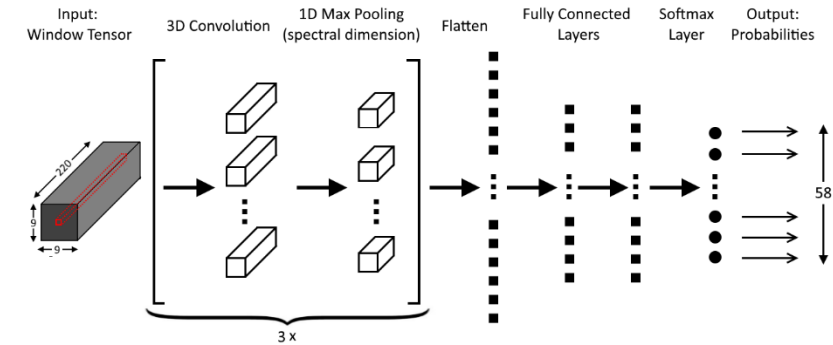 Input:
Window Tensor
3D Convolution
1D Max Pooling
(spectral dimension)
Flatten
Fully Connected
Layers
Softmax
Layer
Output:
Probabilities
220
9
9
58
3 x